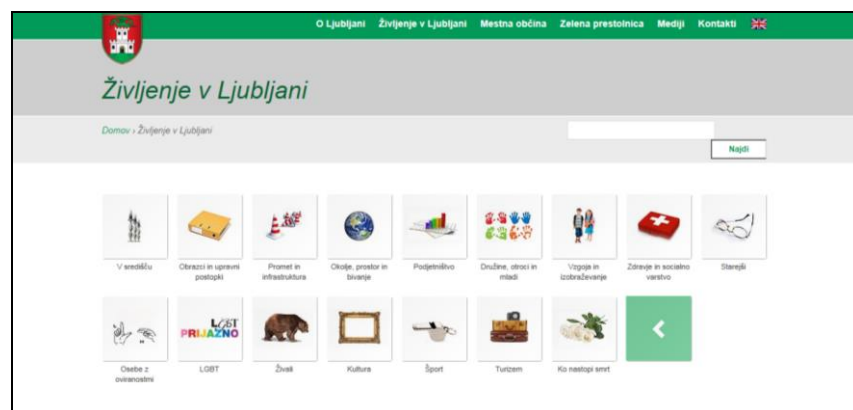 O Ljubljani Življenje v Ljubljani Mestna občina Zelena prestolnica Mediji Kontakti
Življenje v Ljubljani
Domov › Življenje v Ljubljani
Najdi
V središču
Obrazci in upravni
postopki
Promet in
infrastruktura
Okolje, prostor in
bivanje
Podjetništvo
Družine, otroci in
mladi
Vzgoja in
izobraževanje
Zdravje in socialno
varstvo
Starejši
LGBT
PRIJAZNO
Osebe z
oviranostmi
LGBT
Živali
Kultura
Šport
Turizem
Ko nastopi smrt